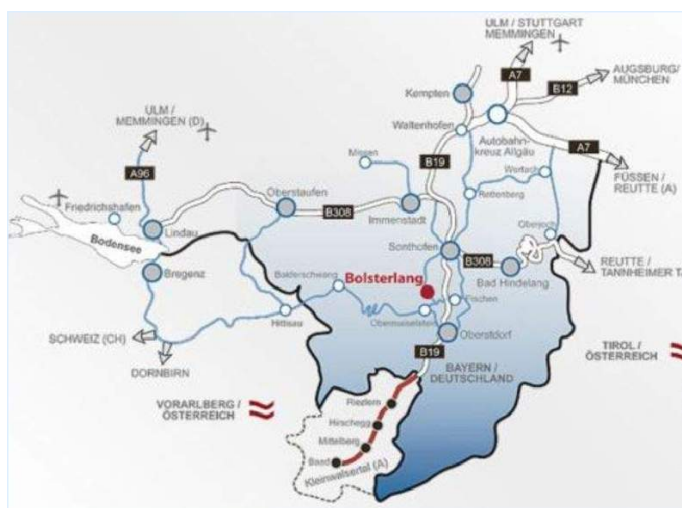 ULM / STUTTGART
MEMMINGEN
A7
AUGSBURG/
MÜNCHEN
B12
Kempten
ULM /
MEMMINGEN (D)
Waltenhofen
Autobahn-
kreuz Allgäu
A7
B19
Missen
Wertach
FÜSSEN /
REUTTE (A)
A96
Oberstaufen
Rettenberg
Friedrichshafen
B308
Immenstadt
Lindau
Oberjoch
Bodensee
Sonthofen
B308
REUTTE /
TANNHEIMER T
Bregenz
Balderschwang
Bolsterlang
Bad Hindelang
Fischen
Hittisau
Obermaiselstein
SCHWEIZ (CH)
Oberstdorf
TIROL /
ÖSTERREICH
B19
DORNBIRN
BAYERN /
DEUTSCHLAND
VORARLBERG /
ÖSTERREICH
Riezlern
Hirschegg
Mittelberg
Baad
Kleinwalsertal (A)